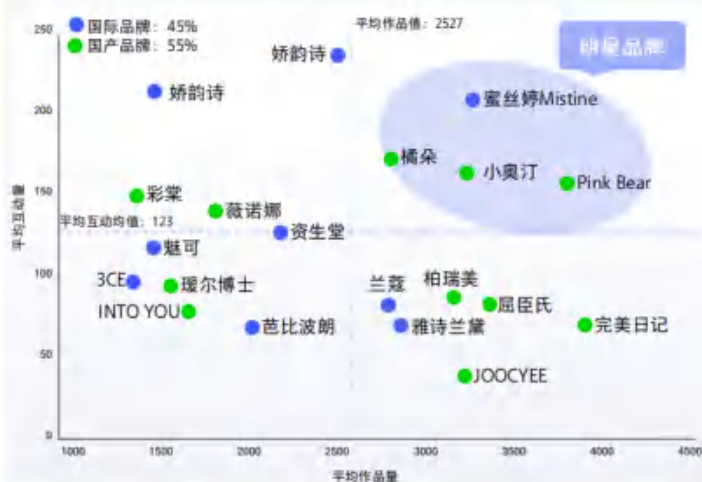 国际品牌：45%
国产品牌：55%
平均作品值：2527
明星品牌
娇韵诗
娇韵诗
蜜丝婷Mistine
橘朵
小奥汀
Pink Bear
彩棠
薇诺娜
平均互动均值：123
资生堂
魅可
3CE
瑷尔博士
INTO YOU
芭比波朗
兰蔻
柏瑞美
屈臣氏
雅诗兰黛
完美日记
JOOCYEE
平均互动量
250
200
150
100
50
0
1000
1500
2000
2500
3000
3500
4000
4500
平均作品量